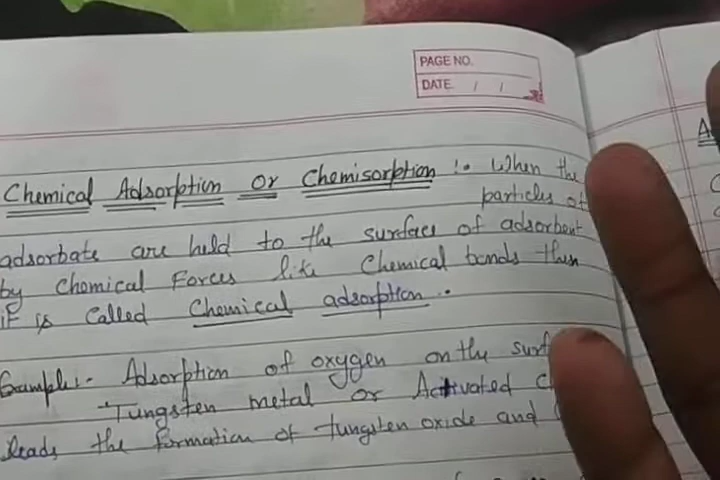 PAGE NO.
DATE / /
Chemical Adsorption or Chemisorption :- When the
particles of
adsorbate are held to the surface of adsorbent
by Chemical Forces like Chemical bonds then
it is Called Chemical adsorption.
Example:- Adsorption of oxygen on the
Tungsten metal or Activated
leads the formation of tungsten oxide and